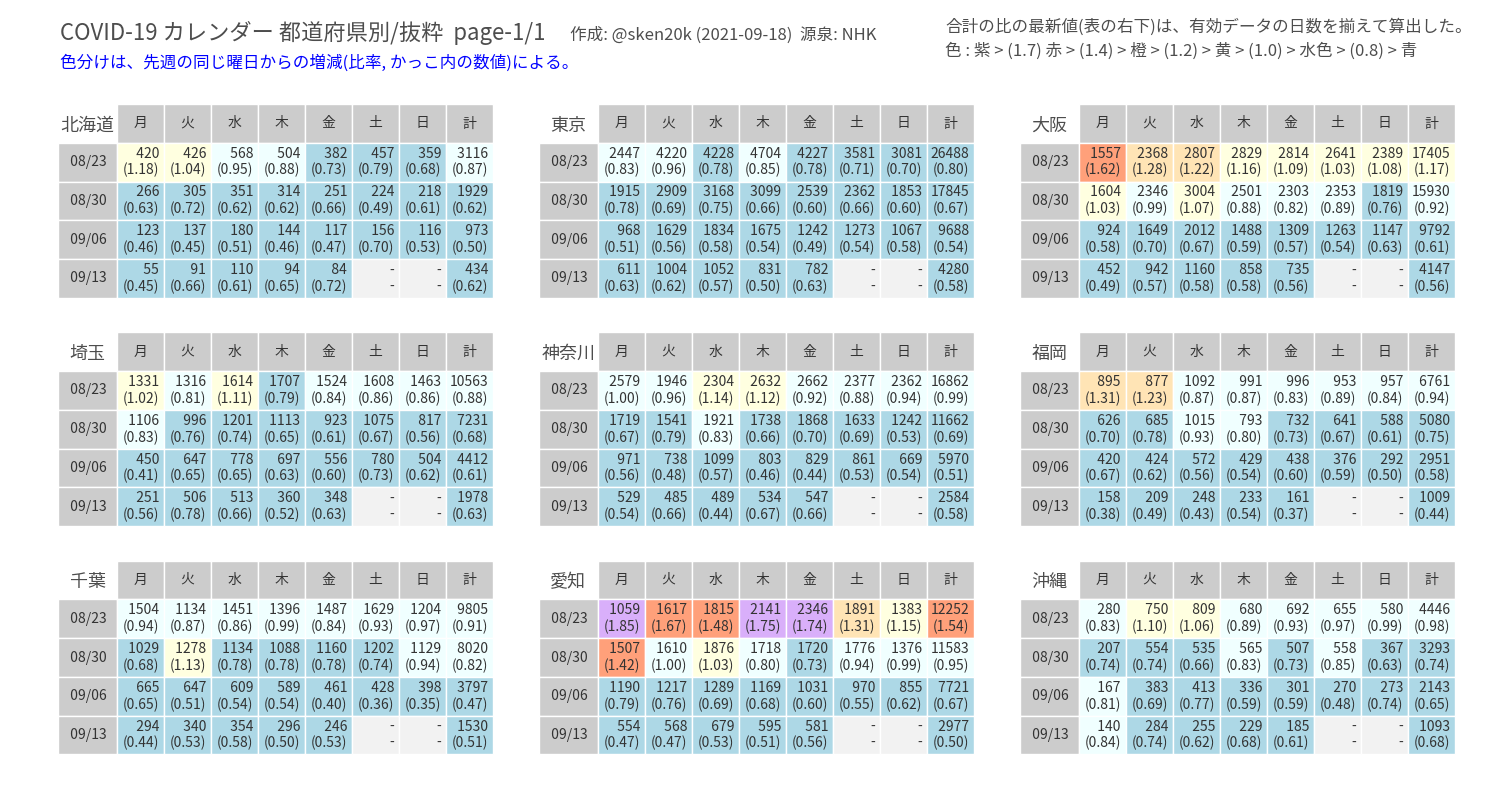 COVID-19 カレンダー 都道府県別/抜粋 page-1/1 作成: @sken20k (2021-09-18) 源泉: NHK
合計の比の最新値(表の右下)は、有効データの日数を揃えて算出した。
色分けは、先週の同じ曜日からの増減(比率, かっこ内の数値)による。
色 : 紫 > (1.7) 赤 > (1.4) 橙 > (1.2) 黄 > (1.0) > 水色 > (0.8) > 青
北海道 月 火 水 木 金 土 日 計
08/23 420 426 568 504 382 457 359 3116
(1.18) (1.04) (0.95) (0.88) (0.73) (0.79) (0.68) (0.87)
08/30 266 305 351 314 251 224 218 1929
(0.63) (0.72) (0.62) (0.62) (0.66) (0.49) (0.61) (0.62)
09/06 123 137 180 144 117 156 116 973
(0.46) (0.45) (0.51) (0.46) (0.47) (0.70) (0.53) (0.50)
09/13 55 91 110 94 84 - - 434
(0.45) (0.66) (0.61) (0.65) (0.72) - - (0.62)
東京 月 火 水 木 金 土 日 計
08/23 2447 4220 4228 4704 4227 3581 3081 26488
(0.83) (0.96) (0.78) (0.85) (0.78) (0.71) (0.70) (0.80)
08/30 1915 2909 3168 3099 2539 2362 1853 17845
(0.78) (0.69) (0.75) (0.66) (0.60) (0.66) (0.60) (0.67)
09/06 968 1629 1834 1675 1242 1273 1067 9688
(0.51) (0.56) (0.58) (0.54) (0.49) (0.54) (0.58) (0.54)
09/13 611 1004 1052 831 782 - - 4280
(0.63) (0.62) (0.57) (0.50) (0.63) - - (0.58)
大阪 月 火 水 木 金 土 日 計
08/23 1557 2368 2807 2829 2814 2641 2389 17405
(1.62) (1.28) (1.22) (1.16) (1.09) (1.03) (1.08) (1.17)
08/30 1604 2346 3004 2501 2303 2353 1819 15930
(1.03) (0.99) (1.07) (0.88) (0.82) (0.89) (0.76) (0.92)
09/06 924 1649 2012 1488 1309 1263 1147 9792
(0.58) (0.70) (0.67) (0.59) (0.57) (0.54) (0.63) (0.61)
09/13 452 942 1160 858 735 - - 4147
(0.49) (0.57) (0.58) (0.58) (0.56) - - (0.56)
埼玉 月 火 水 木 金 土 日 計
08/23 1331 1316 1614 1707 1524 1608 1463 10563
(1.02) (0.81) (1.11) (0.79) (0.84) (0.86) (0.86) (0.88)
08/30 1106 996 1201 1113 923 1075 817 7231
(0.83) (0.76) (0.74) (0.65) (0.61) (0.67) (0.56) (0.68)
09/06 450 647 778 697 556 780 504 4412
(0.41) (0.65) (0.65) (0.63) (0.60) (0.73) (0.62) (0.61)
09/13 251 506 513 360 348 - - 1978
(0.56) (0.78) (0.66) (0.52) (0.63) - - (0.63)
神奈川 月 火 水 木 金 土 日 計
08/23 2579 1946 2304 2632 2662 2377 2362 16862
(1.00) (0.96) (1.14) (1.12) (0.92) (0.88) (0.94) (0.99)
08/30 1719 1541 1921 1738 1868 1633 1242 11662
(0.67) (0.79) (0.83) (0.66) (0.70) (0.69) (0.53) (0.69)
09/06 971 738 1099 803 829 861 669 5970
(0.56) (0.48) (0.57) (0.46) (0.44) (0.53) (0.54) (0.51)
09/13 529 485 489 534 547 - - 2584
(0.54) (0.66) (0.44) (0.67) (0.66) - - (0.58)
福岡 月 火 水 木 金 土 日 計
08/23 895 877 1092 991 996 953 957 6761
(1.31) (1.23) (0.87) (0.87) (0.83) (0.89) (0.84) (0.94)
08/30 626 685 1015 793 732 641 588 5080
(0.70) (0.78) (0.93) (0.80) (0.73) (0.67) (0.61) (0.75)
09/06 420 424 572 429 438 376 292 2951
(0.67) (0.62) (0.56) (0.54) (0.60) (0.59) (0.50) (0.58)
09/13 158 209 248 233 161 - - 1009
(0.38) (0.49) (0.43) (0.54) (0.37) - - (0.44)
千葉 月 火 水 木 金 土 日 計
08/23 1504 1134 1451 1396 1487 1629 1204 9805
(0.94) (0.87) (0.86) (0.99) (0.84) (0.93) (0.97) (0.91)
08/30 1029 1278 1134 1088 1160 1202 1129 8020
(0.68) (1.13) (0.78) (0.78) (0.78) (0.74) (0.94) (0.82)
09/06 665 647 609 589 461 428 398 3797
(0.65) (0.51) (0.54) (0.54) (0.40) (0.36) (0.35) (0.47)
09/13 294 340 354 296 246 - - 1530
(0.44) (0.53) (0.58) (0.50) (0.53) - - (0.51)
愛知 月 火 水 木 金 土 日 計
08/23 1059 1617 1815 2141 2346 1891 1383 12252
(1.85) (1.67) (1.48) (1.75) (1.74) (1.31) (1.15) (1.54)
08/30 1507 1610 1876 1718 1720 1776 1376 11583
(1.42) (1.00) (1.03) (0.80) (0.73) (0.94) (0.99) (0.95)
09/06 1190 1217 1289 1169 1031 970 855 7721
(0.79) (0.76) (0.69) (0.68) (0.60) (0.55) (0.62) (0.67)
09/13 554 568 679 595 581 - - 2977
(0.47) (0.47) (0.53) (0.51) (0.56) - - (0.50)
沖縄 月 火 水 木 金 土 日 計
08/23 280 750 809 680 692 655 580 4446
(0.83) (1.10) (1.06) (0.89) (0.93) (0.97) (0.99) (0.98)
08/30 207 554 535 565 507 558 367 3293
(0.74) (0.74) (0.66) (0.83) (0.73) (0.85) (0.63) (0.74)
09/06 167 383 413 336 301 270 273 2143
(0.81) (0.69) (0.77) (0.59) (0.59) (0.48) (0.74) (0.65)
09/13 140 284 255 229 185 - - 1093
(0.84) (0.74) (0.62) (0.68) (0.61) - - (0.68)